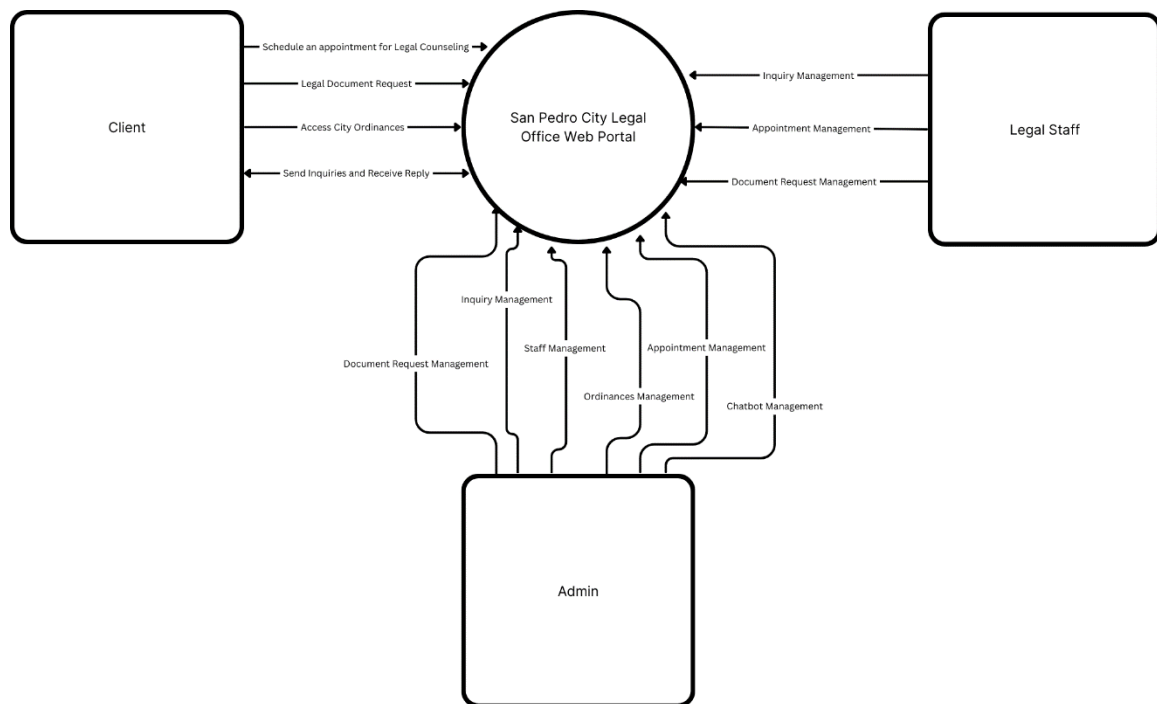 Schedule an appointment for Legal Counseling
Legal Document Request
Client
Access City Ordinances
Send Inquiries and Receive Reply
San Pedro City Legal
Office Web Portal
Inquiry Management
Appointment Management
Legal Staff
Document Request Management
Inquiry Management
Staff Management
Appointment Management
Document Request Management
Ordinances Management
Chatbot Management
Admin